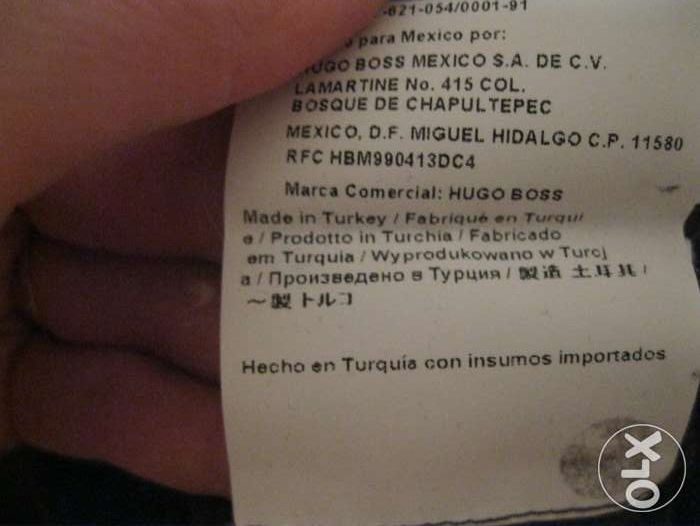 -621-054/0001-91
para Mexico por:
HUGO BOSS MEXICO S.A. DE C.V.
LAMARTINE No. 415 COL.
BOSQUE DE CHAPULTEPEC
MEXICO, D.F. MIGUEL HIDALGO C.P. 11580
RFC HBM990413DC4
Marca Comercial: HUGO BOSS
Made in Turkey / Fabriqué en Turqui
e / Prodotto in Turchia / Fabricado
em Turquia / Wyprodukowano w Turcj
a / Произведено в Турция / 製造 土耳其 /
～製 トルコ
Hecho en Turquía con insumos importados
OLX